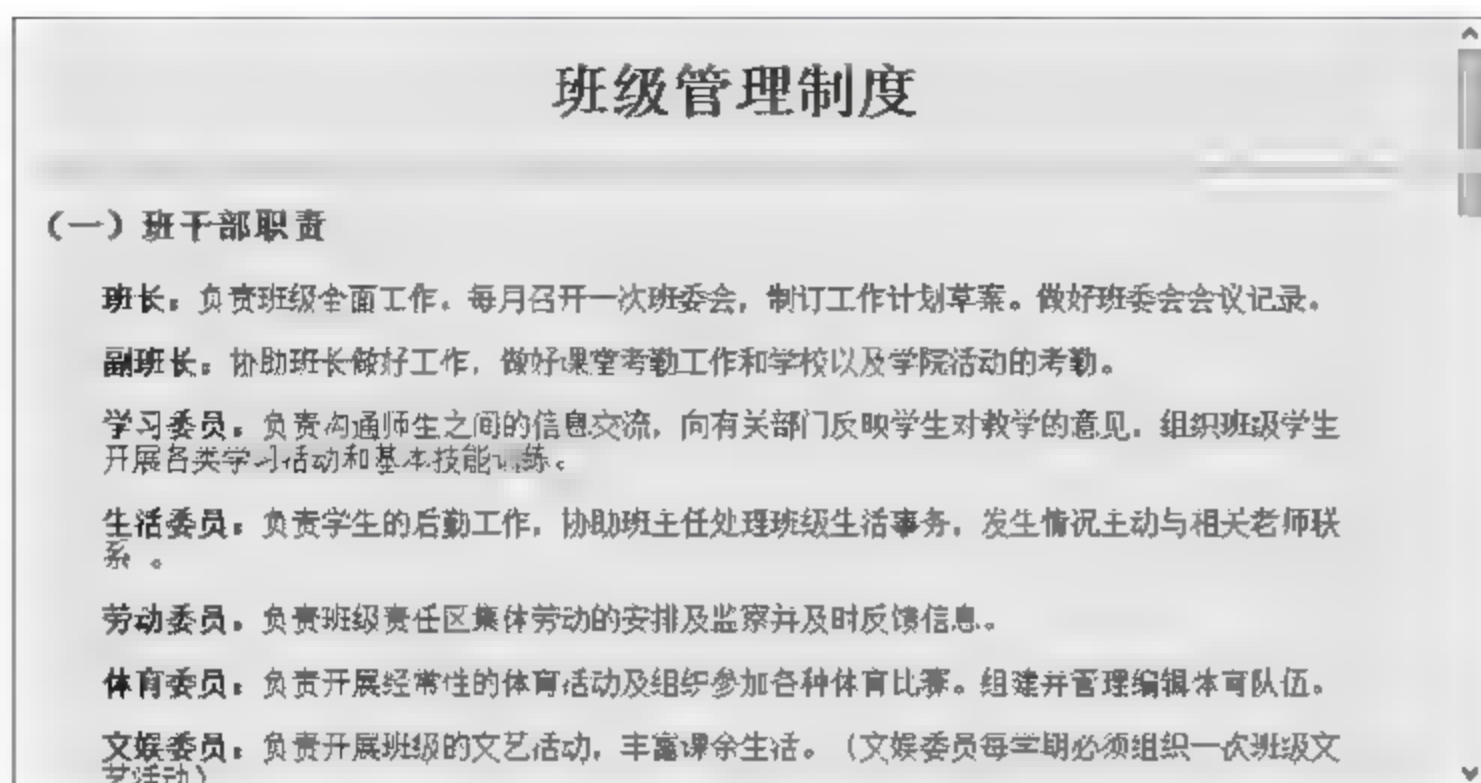 班级管理制度
（一）班干部职责
班长：负责班级全面工作，每月召开一次班委会，制订工作计划草案。做好班委会会议记录。
副班长：协助班长做好工作，做好课堂考勤工作和学校以及学院活动的考勤。
学习委员：负责沟通师生之间的信息交流，向有关部门反映学生对教学的意见，组织班级学生
开展各类学习活动和基本技能训练。
生活委员：负责学生的后勤工作，协助班主任处理班级生活事务，发生情况主动与相关老师联
系 。
劳动委员：负责班级责任区集体劳动的安排及监察并及时反馈信息。
体育委员：负责开展经常性的体育活动及组织参加各种体育比赛。组建并管理编辑体育队伍。
文娱委员：负责开展班级的文艺活动，丰富课余生活。（文娱委员每学期必须组织一次班级文
艺活动）